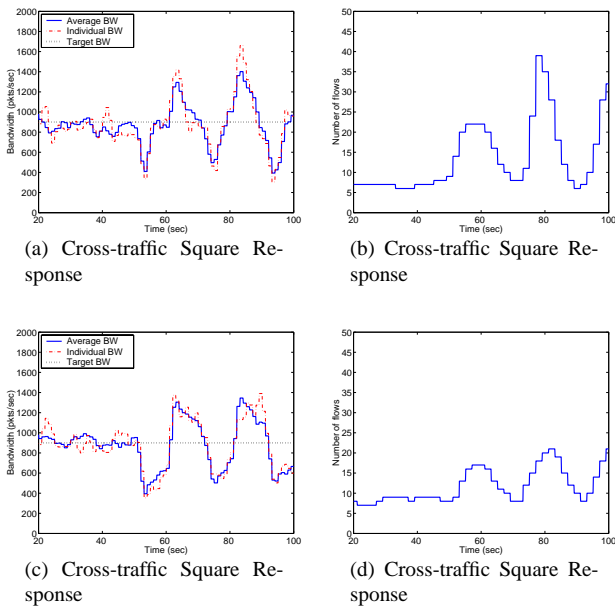 2000
1800
1600
1400
1200
1000
800
600
400
200
0
Bandwidth (pkts/sec)
Average BW
Individual BW
Target BW
20 40 60 80 100
Time (sec)
50
45
40
35
30
25
20
15
10
5
0
Number of flows
20 40 60 80 100
Time (sec)
(a) Cross-traffic Square Re-
sponse
(b) Cross-traffic Square Re-
sponse
2000
1800
1600
1400
1200
1000
800
600
400
200
0
Bandwidth (pkts/sec)
Average BW
Individual BW
Target BW
20 40 60 80 100
Time (sec)
50
45
40
35
30
25
20
15
10
5
0
Number of flows
20 40 60 80 100
Time (sec)
(c) Cross-traffic Square Re-
sponse
(d) Cross-traffic Square Re-
sponse